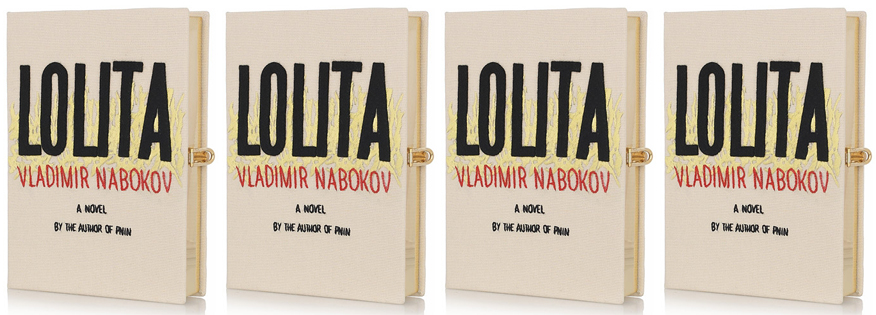 LOLITA LOLITA LOLITA LOLITA
VLADIMIR NABOKOV VLADIMIR NABOKOV VLADIMIR NABOKOV VLADIMIR NABOKOV
A NOVEL A NOVEL A NOVEL A NOVEL
BY THE AUTHOR OF PNIN BY THE AUTHOR OF PNIN BY THE AUTHOR OF PNIN BY THE AUTHOR OF PNIN